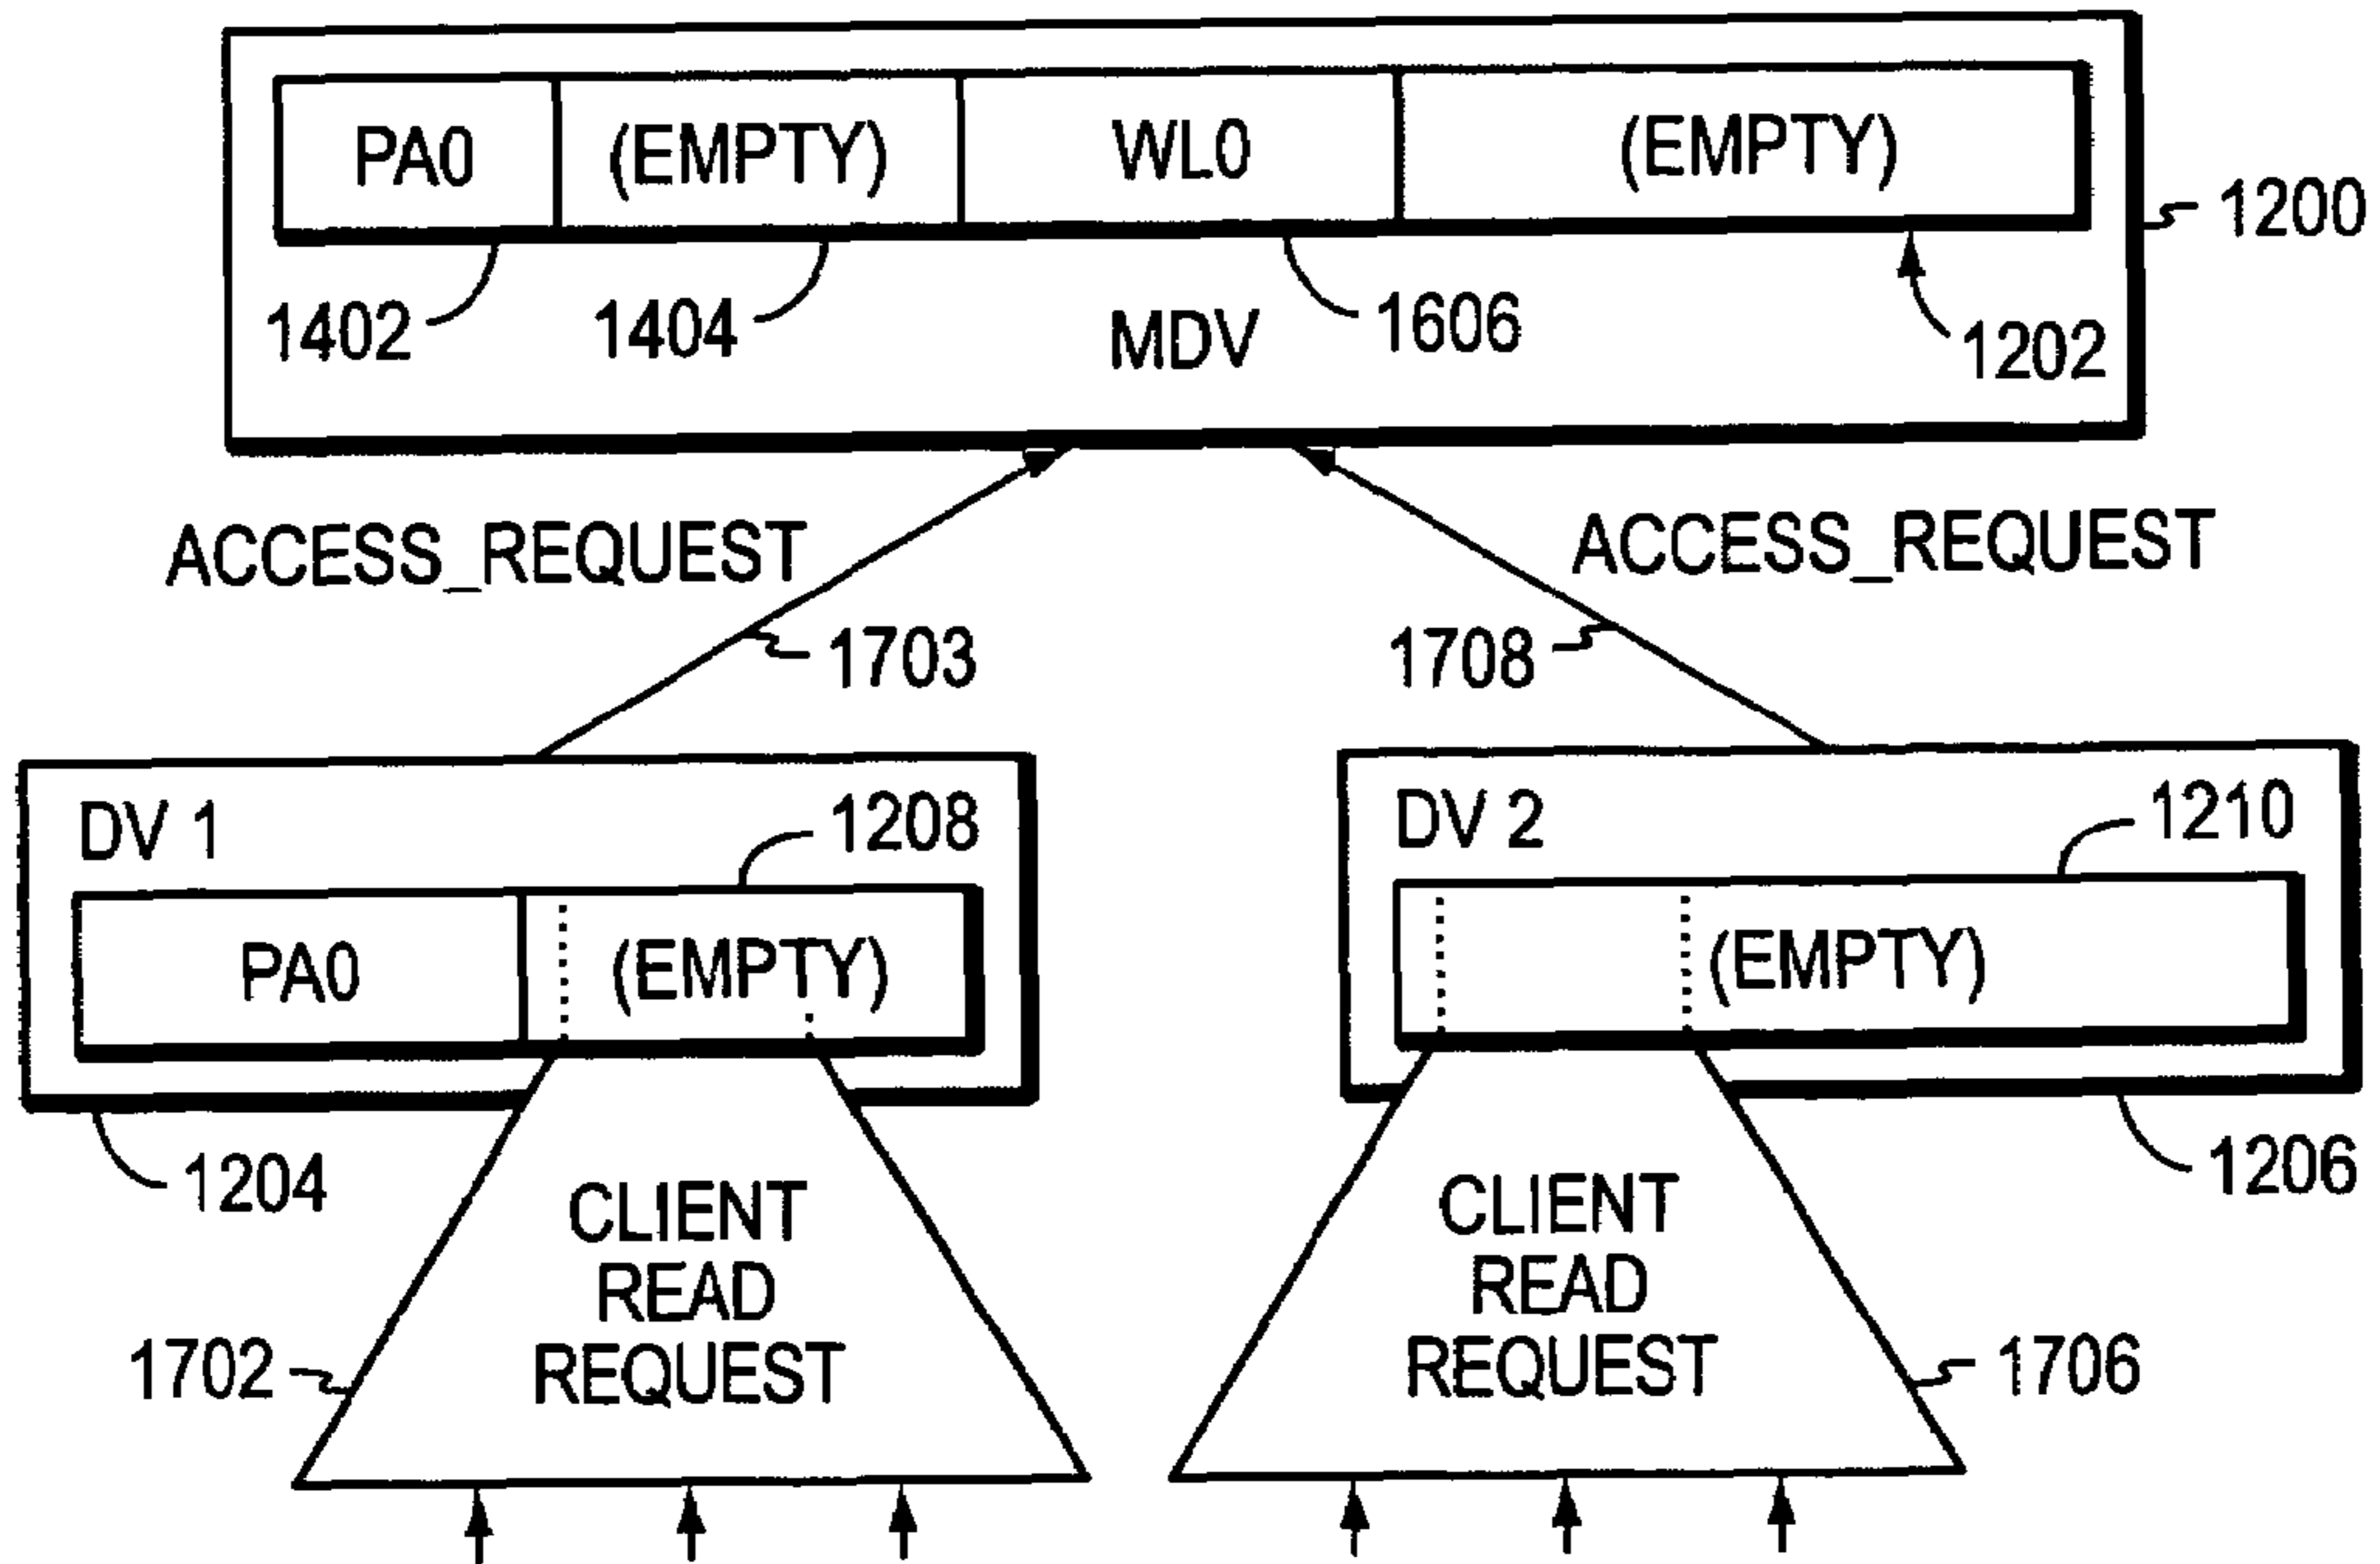 PA0 (EMPTY) WL0 (EMPTY)
1200
1402 1404 MDV 1606 1202
ACCESS_REQUEST ACCESS_REQUEST
1703 1708
DV 1 1208 DV 2 1210
PA0 (EMPTY) (EMPTY)
1204 1206
CLIENT
READ
REQUEST
CLIENT
READ
REQUEST
1702 1706